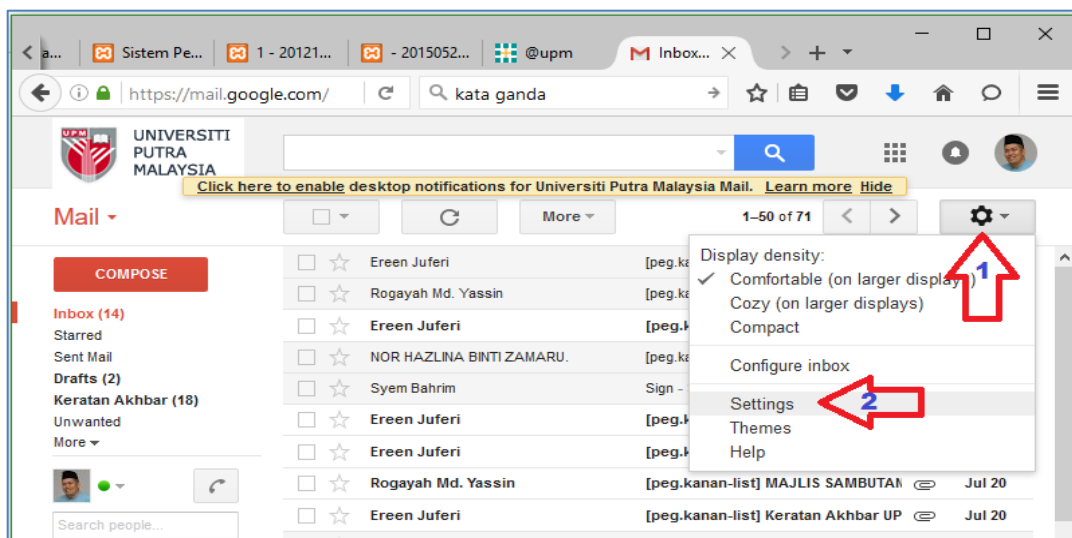 a...
Sistem Pe...
1 - 20121...
- 2015052...
@upm
Inbox...
https://mail.google.com/
kata ganda
UPM
UNIVERSITI
PUTRA
MALAYSIA
Click here to enable desktop notifications for Universiti Putra Malaysia Mail. Learn more Hide
Mail
More
1–50 of 71
COMPOSE
Inbox (14)
Starred
Sent Mail
Drafts (2)
Keratan Akhbar (18)
Unwanted
More
Search people...
Ereen Juferi [peg.ka
Rogayah Md. Yassin [peg.ka
Ereen Juferi [peg.k
NOR HAZLINA BINTI ZAMARU. [peg.ka
Syem Bahrim Sign -
Ereen Juferi [peg.k
Ereen Juferi [peg.k
Rogayah Md. Yassin [peg.kanan-list] MAJLIS SAMBUTAN Jul 20
Ereen Juferi [peg.kanan-list] Keratan Akhbar UP Jul 20
Display density:
Comfortable (on larger displays)
Cozy (on larger displays)
Compact
Configure inbox
Settings
Themes
Help
1
2